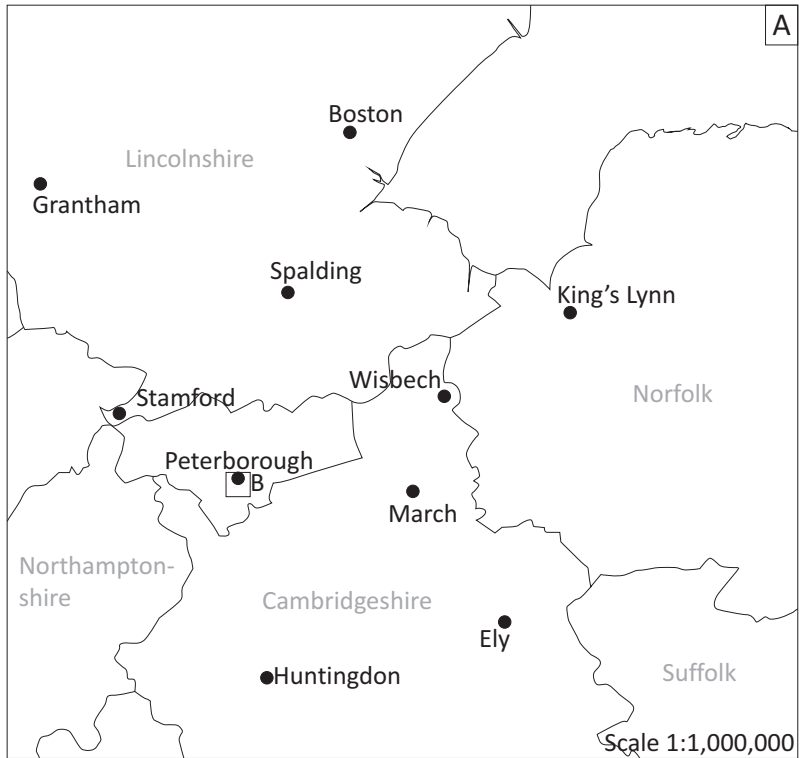 A
Boston
Lincolnshire
Grantham
Spalding
King's Lynn
Wisbech
Norfolk
Stamford
Peterborough
B
March
Northampton-
shire
Cambridgeshire
Ely
Suffolk
Huntingdon
Scale 1:1,000,000